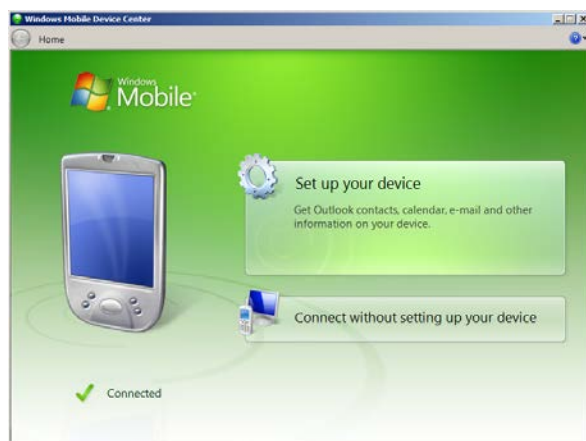 Windows Mobile Device Center
Home
Windows
Mobile
Set up your device
Get Outlook contacts, calendar, e-mail and other
information on your device.
Connect without setting up your device
Connected